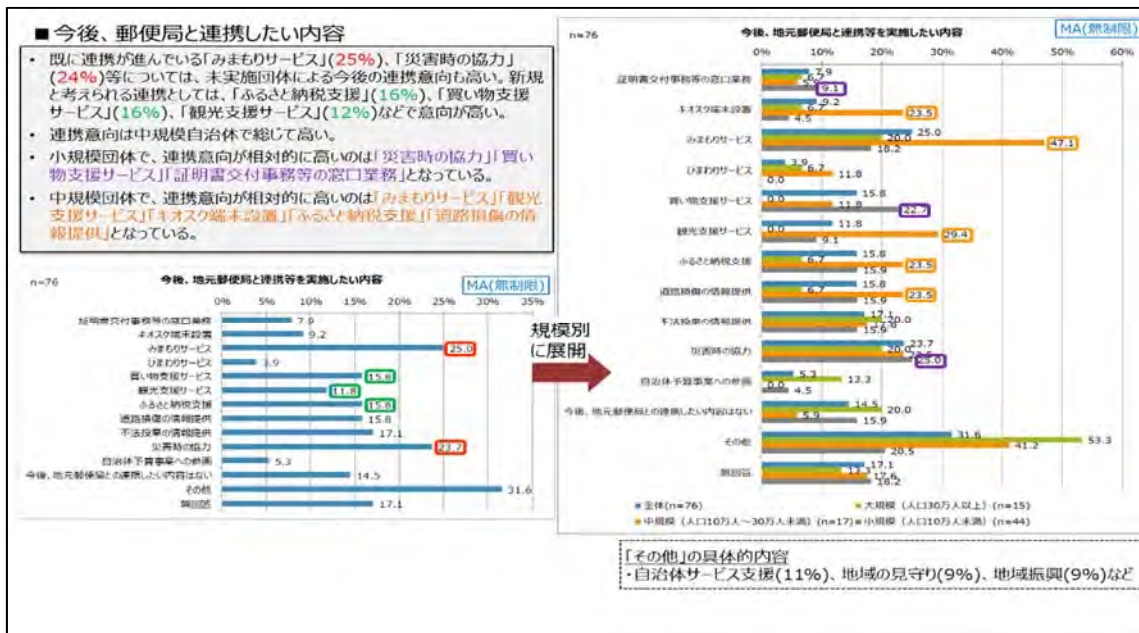 ■今後、郵便局と連携したい内容
• 既に連携が進んでいる「みまもりサービス」(25%)、「災害時の協力」
(24%)等については、未実施団体による今後の連携意向も高い。新規
と考えられる連携としては、「ふるさと納税支援」(16%)、「買い物支援
サービス」(16%)、「観光支援サービス」(12%)などで意向が高い。
• 連携意向は中規模自治体で総じて高い。
• 小規模団体で、連携意向が相対的に高いのは「災害時の協力」「買い
物支援サービス」「証明書交付事務等の窓口業務」となっている。
• 中規模団体で、連携意向が相対的に高いのは「みまもりサービス」「観光
支援サービス」「キオスク端末設置」「ふるさと納税支援」「道路損傷の情
報提供」となっている。
n=76
今後、地元郵便局と連携等を実施したい内容
MA(無制限)
0% 5% 10% 15% 20% 25% 30% 35%
証明書交付事務等の窓口業務 7.9
キオスク端末設置 9.2
みまもりサービス 25.0
ひまわりサービス 3.9
買い物支援サービス 15.8
観光支援サービス 11.8
ふるさと納税支援 15.8
道路損傷の情報提供 15.8
不法投棄の情報提供 17.1
災害時の協力 23.7
自治体予算事業への参画 5.3
今後、地元郵便局との連携したい内容はない 14.5
その他 31.6
無回答 17.1
規模別
に展開
n=76
今後、地元郵便局と連携等を実施したい内容
MA(無制限)
0% 10% 20% 30% 40% 50% 60%
証明書交付事務等の窓口業務 7.9 6.7 9.1
キオスク端末設置 9.2 6.7 23.5 4.5
みまもりサービス 25.0 20.0 47.1 18.2
ひまわりサービス 3.9 6.7 11.8 0.0
買い物支援サービス 15.8 0.0 11.8 22.7
観光支援サービス 11.8 0.0 29.4 9.1
ふるさと納税支援 15.8 6.7 23.5 15.9
道路損傷の情報提供 15.8 6.7 23.5 15.9
不法投棄の情報提供 17.1 20.0 15.9
災害時の協力 23.7 20.0 25.0
自治体予算事業への参画 5.3 13.3 0.0 4.5
今後、地元郵便局との連携したい内容はない 14.5 20.0 5.9 15.9
その他 31.6 53.3 41.2 20.5
無回答 17.1 13.3 17.6 18.2
■全体(n=76) ■大規模（人口30万人以上）(n=15)
■中規模（人口10万人～30万人未満）(n=17) ■小規模（人口10万人未満）(n=44)
「その他」の具体的内容
・自治体サービス支援(11%)、地域の見守り(9%)、地域振興(9%)など